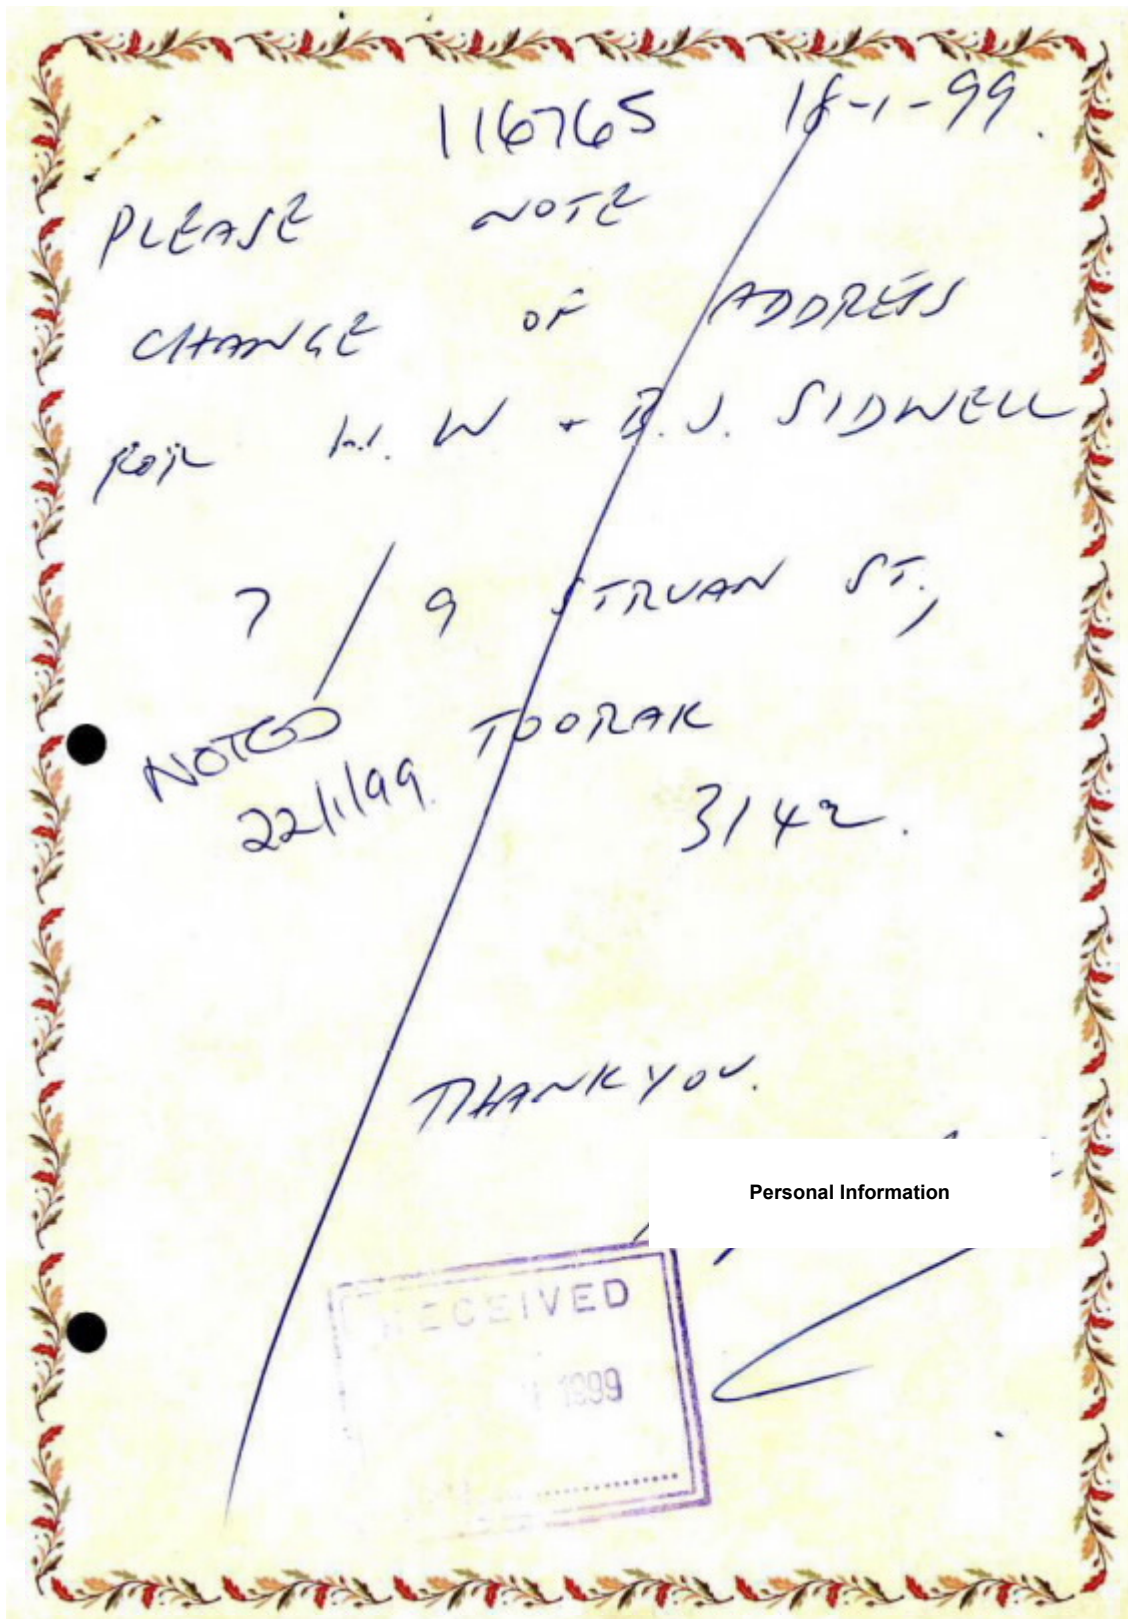 116765 18-1-99.
PLEASE NOTE
CHANGE OF ADDRESS
FOR W. W + B.J. SIDWELL
7/9 STRUAN ST.,
NOTED
22/1/99.
TOORAK
3142.
THANKYOU.
Personal Information
RECEIVED
1999